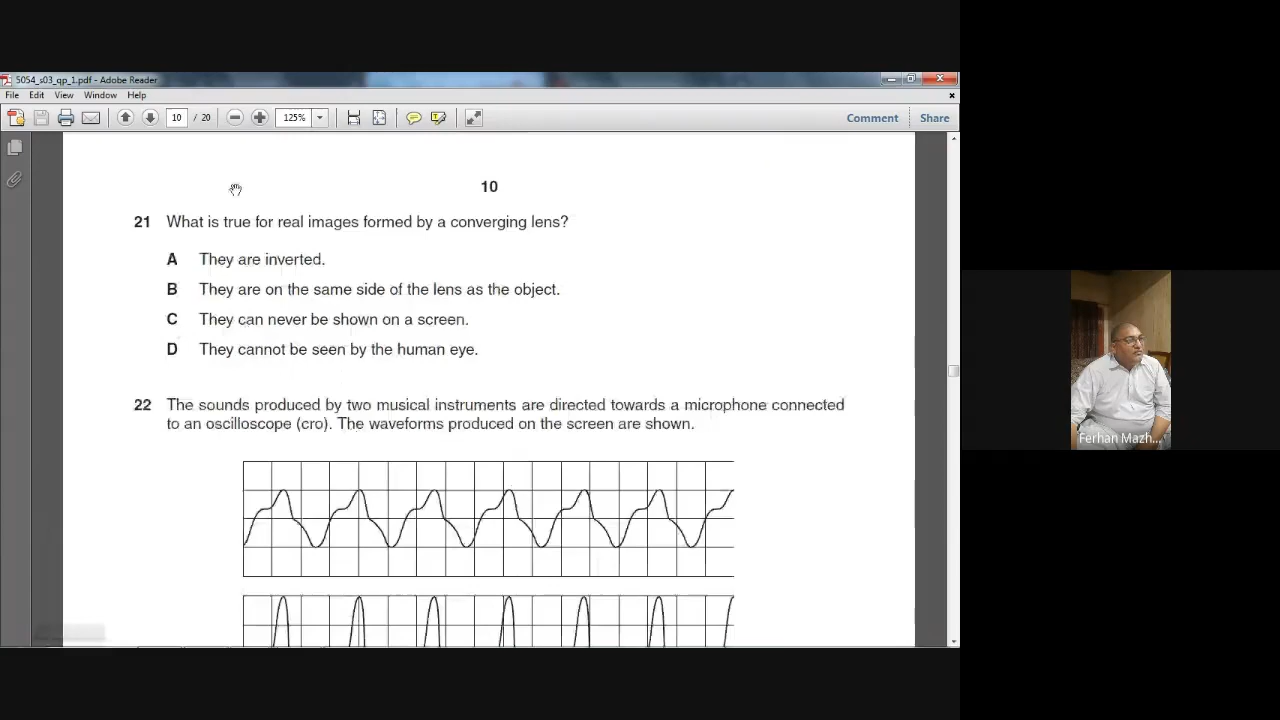 5054_s03_qp_1.pdf - Adobe Reader
File Edit View Window Help
10 / 20 125% Comment Share
10
21 What is true for real images formed by a converging lens?
A They are inverted.
B They are on the same side of the lens as the object.
C They can never be shown on a screen.
D They cannot be seen by the human eye.
22 The sounds produced by two musical instruments are directed towards a microphone connected
to an oscilloscope (cro). The waveforms produced on the screen are shown.
Ferhan Mazh...